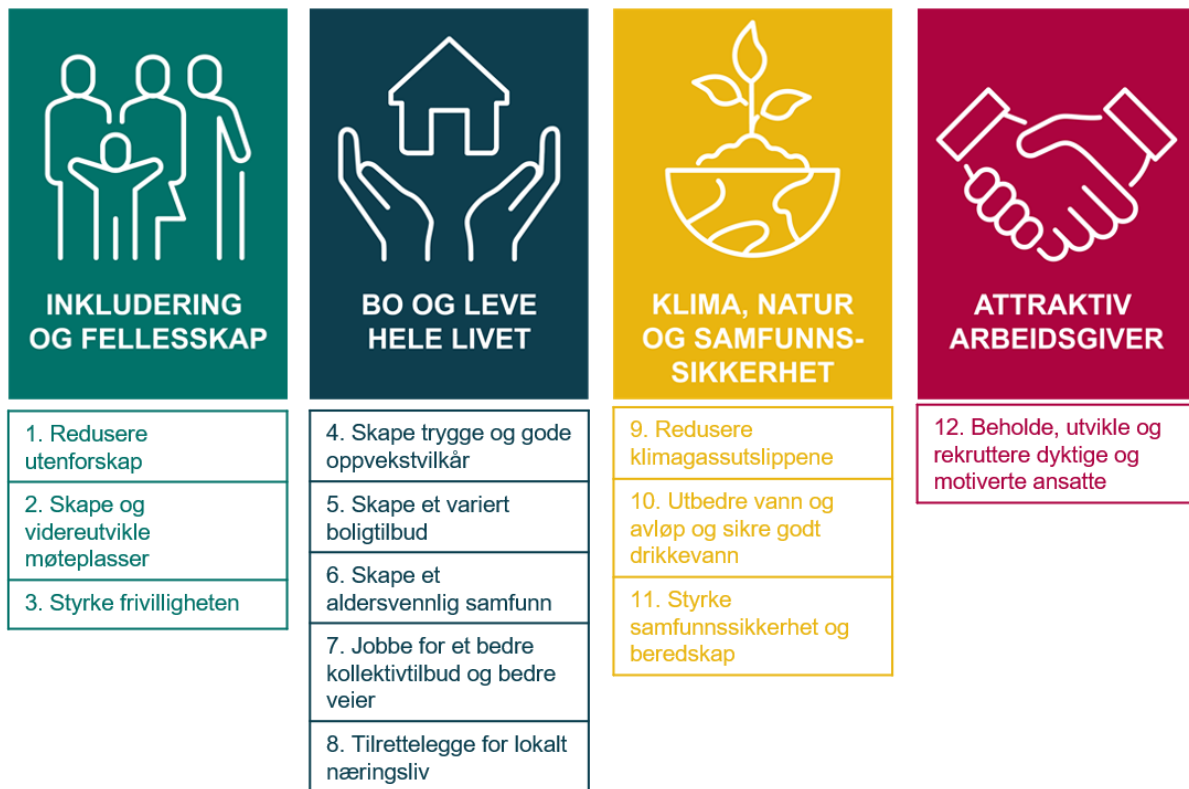 INKLUDERING
OG FELLESSKAP
1. Redusere
utenforskap
2. Skape og
videreutvikle
møteplasser
3. Styrke frivilligheten
BO OG LEVE
HELE LIVET
4. Skape trygge og gode
oppvekstvilkår
5. Skape et variert
boligtilbud
6. Skape et
aldersvennlig samfunn
7. Jobbe for et bedre
kollektivtilbud og bedre
veier
8. Tilrettelegge for lokalt
næringsliv
KLIMA, NATUR
OG SAMFUNNS-
SIKKERHET
9. Redusere
klimagassutslippene
10. Utbedre vann og
avløp og sikre godt
drikkevann
11. Styrke
samfunnssikkerhet og
beredskap
ATTRAKTIV
ARBEIDSGIVER
12. Beholde, utvikle og
rekruttere dyktige og
motiverte ansatte